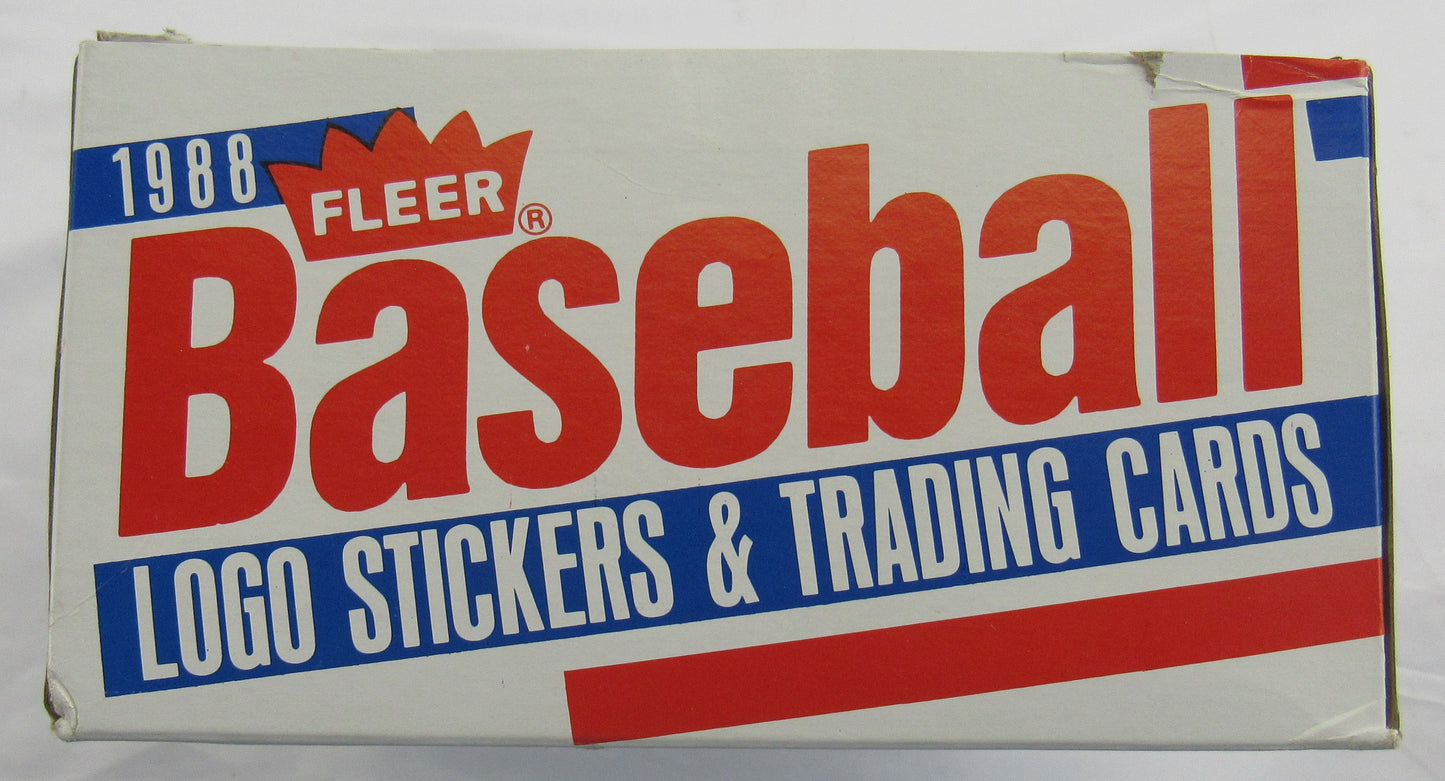 1988
FLEER®
Baseball
LOGO STICKERS & TRADING CARDS